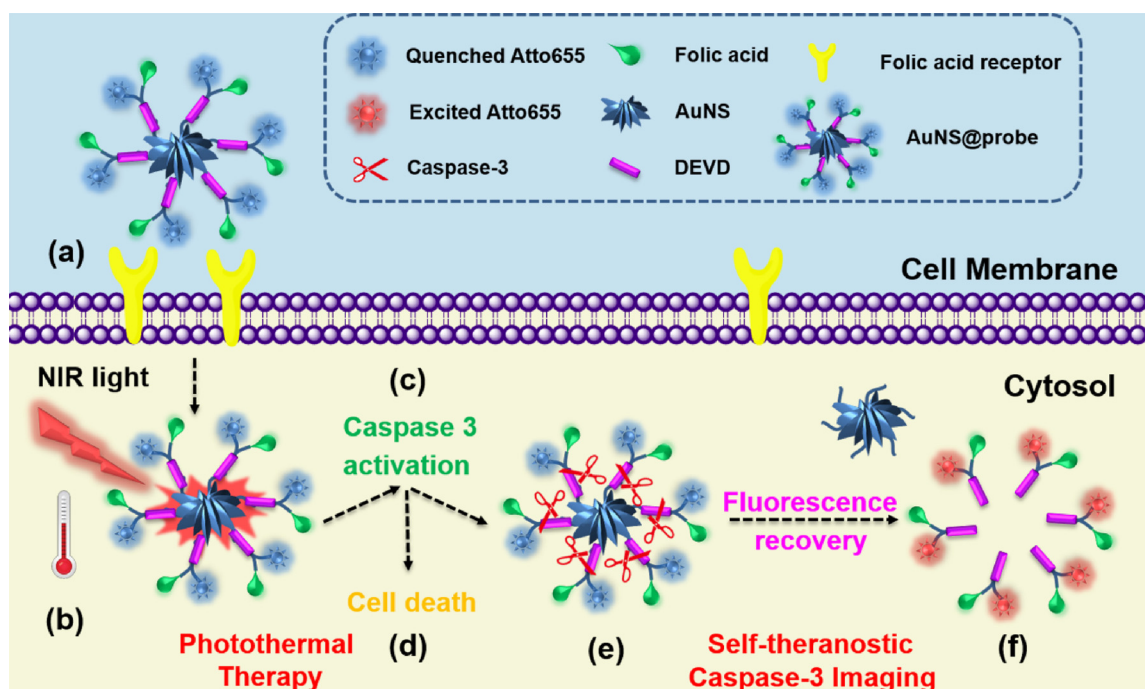 Quenched Atto655
Folic acid
Folic acid receptor
Excited Atto655
AuNS
AuNS@probe
Caspase-3
DEVD
(a)
Cell Membrane
NIR light
(c)
Cytosol
Caspase 3
activation
Fluorescence
recovery
(b)
Cell death
(d)
(e)
(f)
Photothermal
Therapy
Self-theranostic
Caspase-3 Imaging